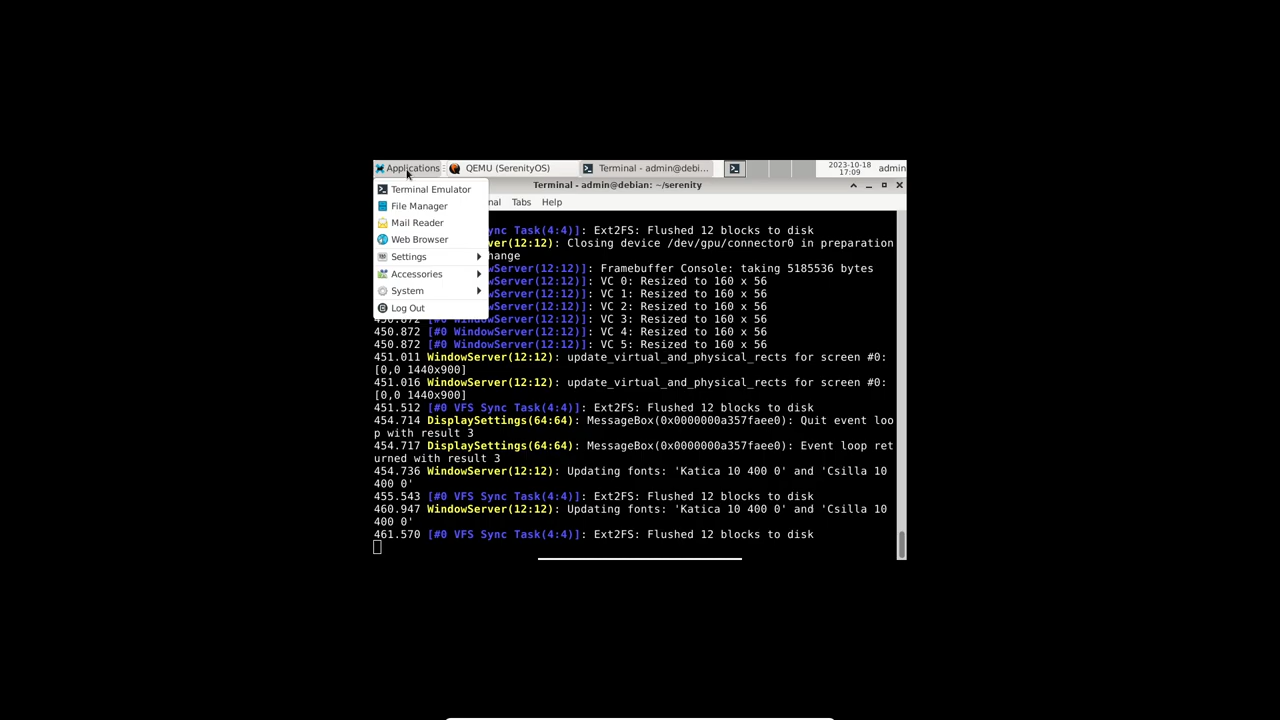 Applications QEMU (SerenityOS) Terminal - admin@debi... 2023-10-18 17:09 admin
Terminal - admin@debian: ~/serenity
Terminal Emulator
File Manager
Mail Reader
Web Browser
Settings
Accessories
System
Log Out
nal Tabs Help
nc Task(4:4)]: Ext2FS: Flushed 12 blocks to disk
ver(12:12): Closing device /dev/gpu/connector0 in preparation
hange
WindowServer(12:12)]: Framebuffer Console: taking 5185536 bytes
WindowServer(12:12)]: VC 0: Resized to 160 x 56
WindowServer(12:12)]: VC 1: Resized to 160 x 56
WindowServer(12:12)]: VC 2: Resized to 160 x 56
450.872 [#0 WindowServer(12:12)]: VC 3: Resized to 160 x 56
450.872 [#0 WindowServer(12:12)]: VC 4: Resized to 160 x 56
450.872 [#0 WindowServer(12:12)]: VC 5: Resized to 160 x 56
451.011 WindowServer(12:12): update_virtual_and_physical_rects for screen #0:
[0,0 1440x900]
451.016 WindowServer(12:12): update_virtual_and_physical_rects for screen #0:
[0,0 1440x900]
451.512 [#0 VFS Sync Task(4:4)]: Ext2FS: Flushed 12 blocks to disk
454.714 DisplaySettings(64:64): MessageBox(0x0000000a357faee0): Quit event loo
p with result 3
454.717 DisplaySettings(64:64): MessageBox(0x0000000a357faee0): Event loop ret
urned with result 3
454.736 WindowServer(12:12): Updating fonts: 'Katica 10 400 0' and 'Csilla 10
400 0'
455.543 [#0 VFS Sync Task(4:4)]: Ext2FS: Flushed 12 blocks to disk
460.947 WindowServer(12:12): Updating fonts: 'Katica 10 400 0' and 'Csilla 10
400 0'
461.570 [#0 VFS Sync Task(4:4)]: Ext2FS: Flushed 12 blocks to disk